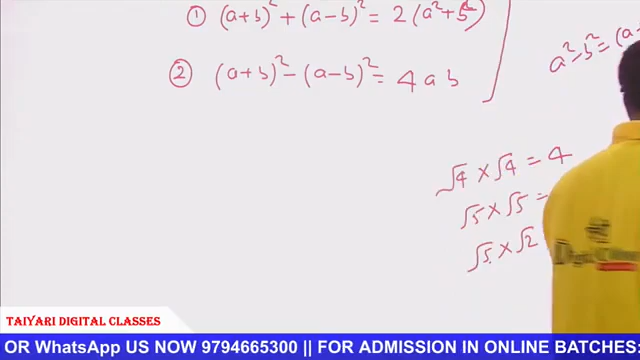 ① (a+b)² + (a-b)² = 2(a²+b²)
② (a+b)² - (a-b)² = 4ab
a²-b² = (a-
√4 × √4 = 4
√5 × √5 =
√5 × √2
TAIYARI DIGITAL CLASSES
OR WhatsApp US NOW 9794665300 || FOR ADMISSION IN ONLINE BATCHES: